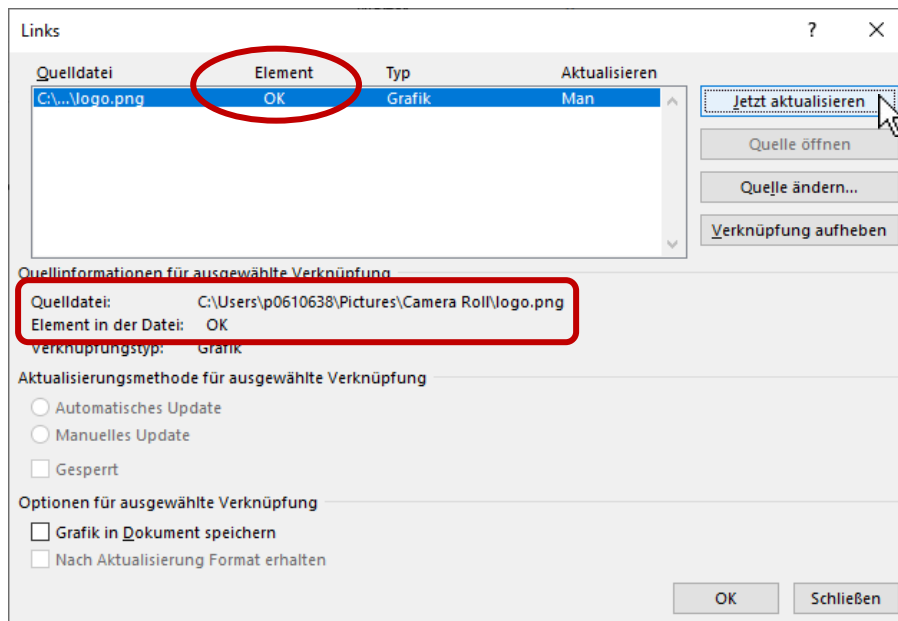 Links ?
Quelldatei Element Typ Aktualisieren
C:\...\logo.png OK Grafik Man
Jetzt aktualisieren
Quelle öffnen
Quelle ändern...
Verknüpfung aufheben
Quellinformationen für ausgewählte Verknüpfung
Quelldatei: C:\Users\p0610638\Pictures\Camera Roll\logo.png
Element in der Datei: OK
Verknüpfungstyp: Grafik
Aktualisierungsmethode für ausgewählte Verknüpfung
Automatisches Update
Manuelles Update
Gesperrt
Optionen für ausgewählte Verknüpfung
Grafik in Dokument speichern
Nach Aktualisierung Format erhalten
OK Schließen